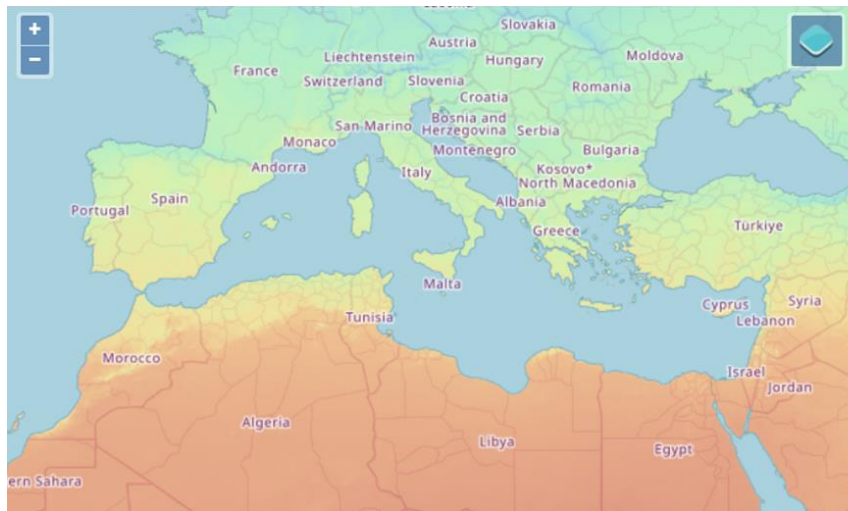 +
−
Slovakia
Austria
Liechtenstein
Moldova
Hungary
France
Switzerland
Slovenia
Romania
Croatia
San Marino
Bosnia and
Herzegovina
Serbia
Monaco
Montenegro
Bulgaria
Andorra
Italy
Kosovo*
North Macedonia
Spain
Portugal
Albania
Greece
Türkiye
Malta
Cyprus
Syria
Lebanon
Tunisia
Morocco
Israel
Jordan
Algeria
Libya
Egypt
ern Sahara